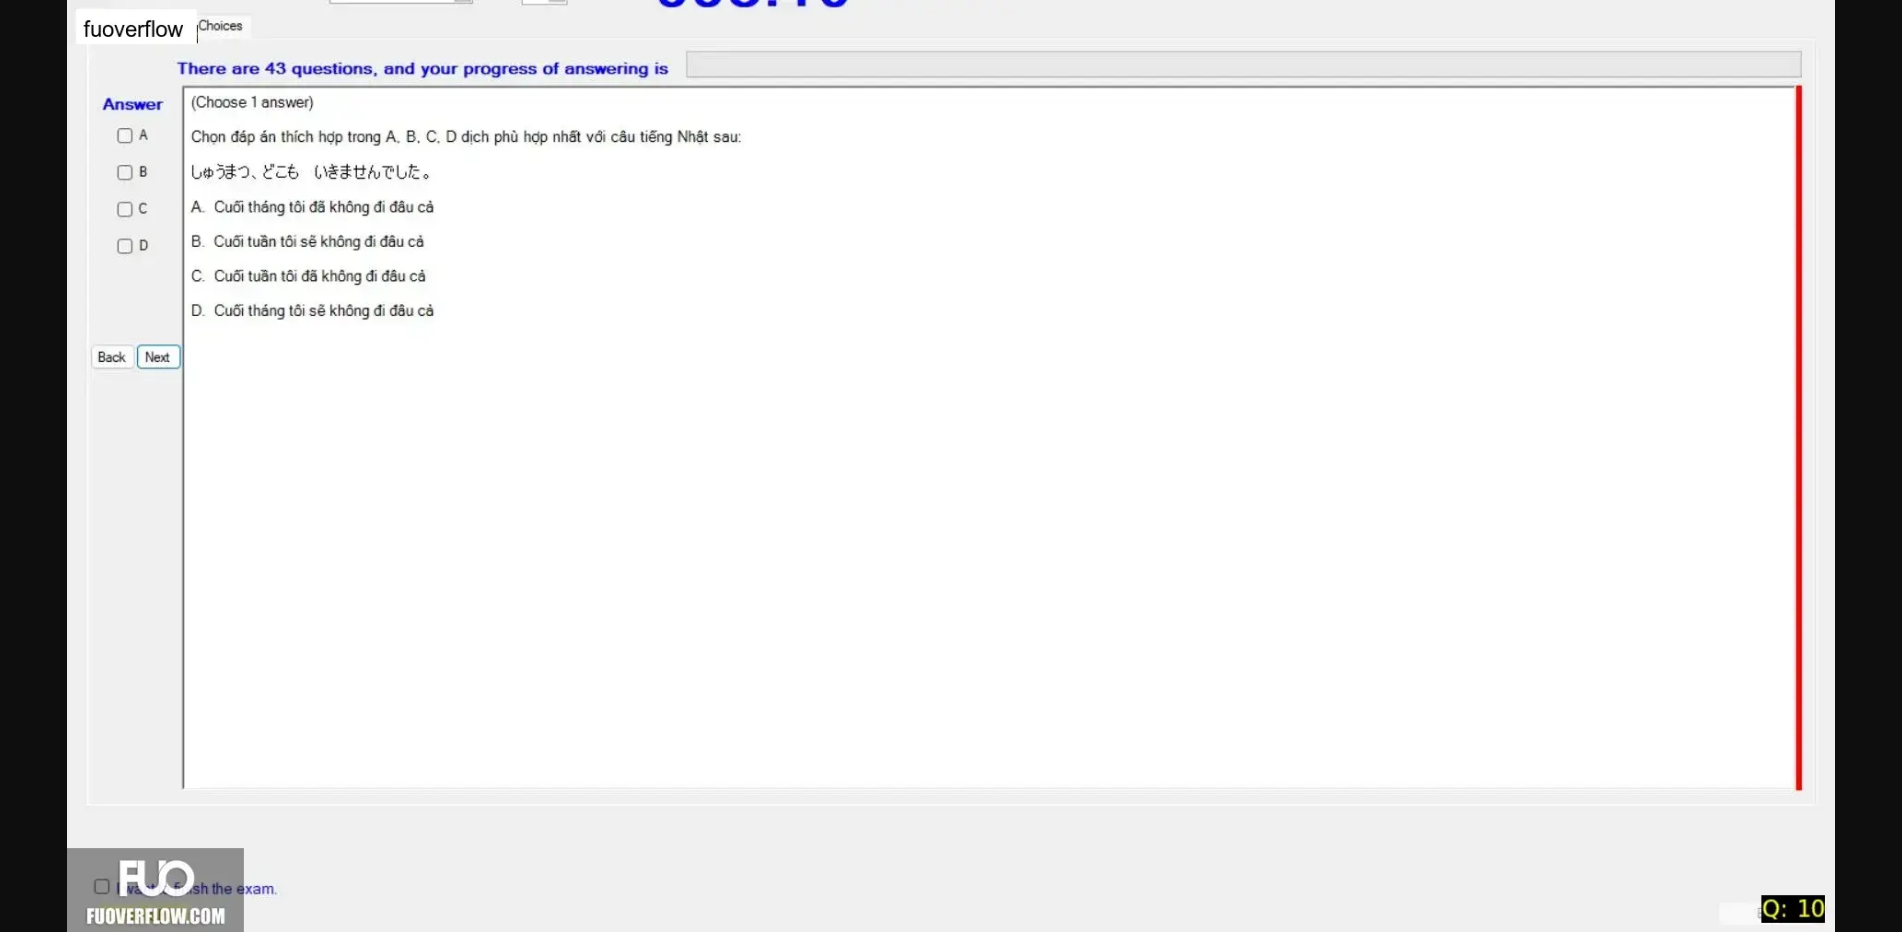 fuoverflow
Choices
There are 43 questions, and your progress of answering is
Answer
(Choose 1 answer)
A
Chọn đáp án thích hợp trong A, B, C, D dịch phù hợp nhất với câu tiếng Nhật sau:
B
しゅうまつ、どこも　いきませんでした。
C
A. Cuối tháng tôi đã không đi đâu cả
D
B. Cuối tuần tôi sẽ không đi đâu cả
C. Cuối tuần tôi đã không đi đâu cả
D. Cuối tháng tôi sẽ không đi đâu cả
Back Next
FUO
the exam.
FUOVERFLOW.COM
Q: 10